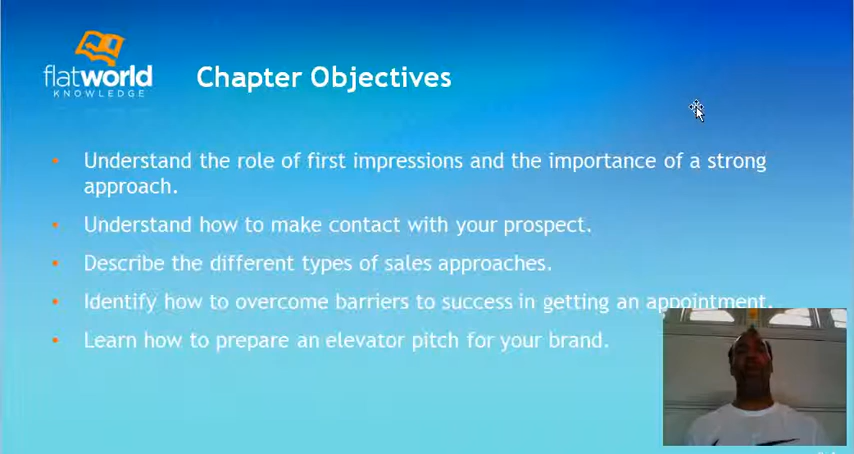 flatworld
KNOWLEDGE
Chapter Objectives
• Understand the role of first impressions and the importance of a strong
approach.
• Understand how to make contact with your prospect.
• Describe the different types of sales approaches.
• Identify how to overcome barriers to success in getting an appointment.
• Learn how to prepare an elevator pitch for your brand.